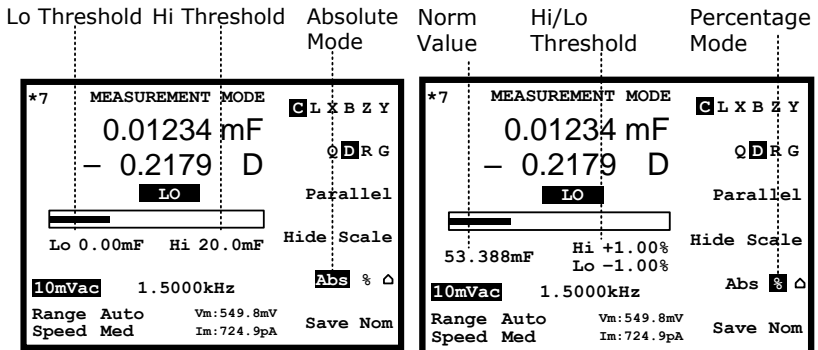 Lo Threshold Hi Threshold Absolute Mode
Norm Value Hi/Lo Threshold Percentage Mode
*7 MEASUREMENT MODE
C L X B Z Y
0.01234 mF
Q D R G
– 0.2179 D
LO
Parallel
Lo 0.00mF Hi 20.0mF
Hide Scale
Abs %
10mVac 1.5000kHz
Range Auto Vm:549.8mV
Speed Med Im:724.9pA
Save Nom
*7 MEASUREMENT MODE
C L X B Z Y
0.01234 mF
Q D R G
– 0.2179 D
LO
Parallel
53.388mF
Hi +1.00%
Lo –1.00%
Hide Scale
Abs %
10mVac 1.5000kHz
Range Auto Vm:549.8mV
Speed Med Im:724.9pA
Save Nom